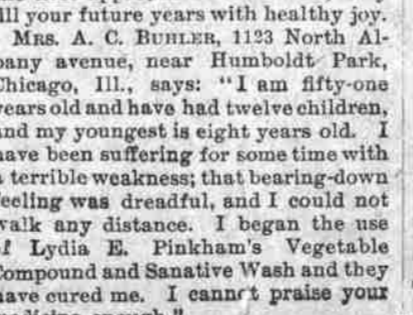 ill your future years with healthy joy.
MRS. A. C. BUHLER, 1123 North Al-
bany avenue, near Humboldt Park,
Chicago, Ill., says: "I am fifty-one
years old and have had twelve children,
and my youngest is eight years old. I
have been suffering for some time with
a terrible weakness; that bearing-down
feeling was dreadful, and I could not
walk any distance. I began the use
of Lydia E. Pinkham's Vegetable
Compound and Sanative Wash and they
have cured me. I cannot praise your